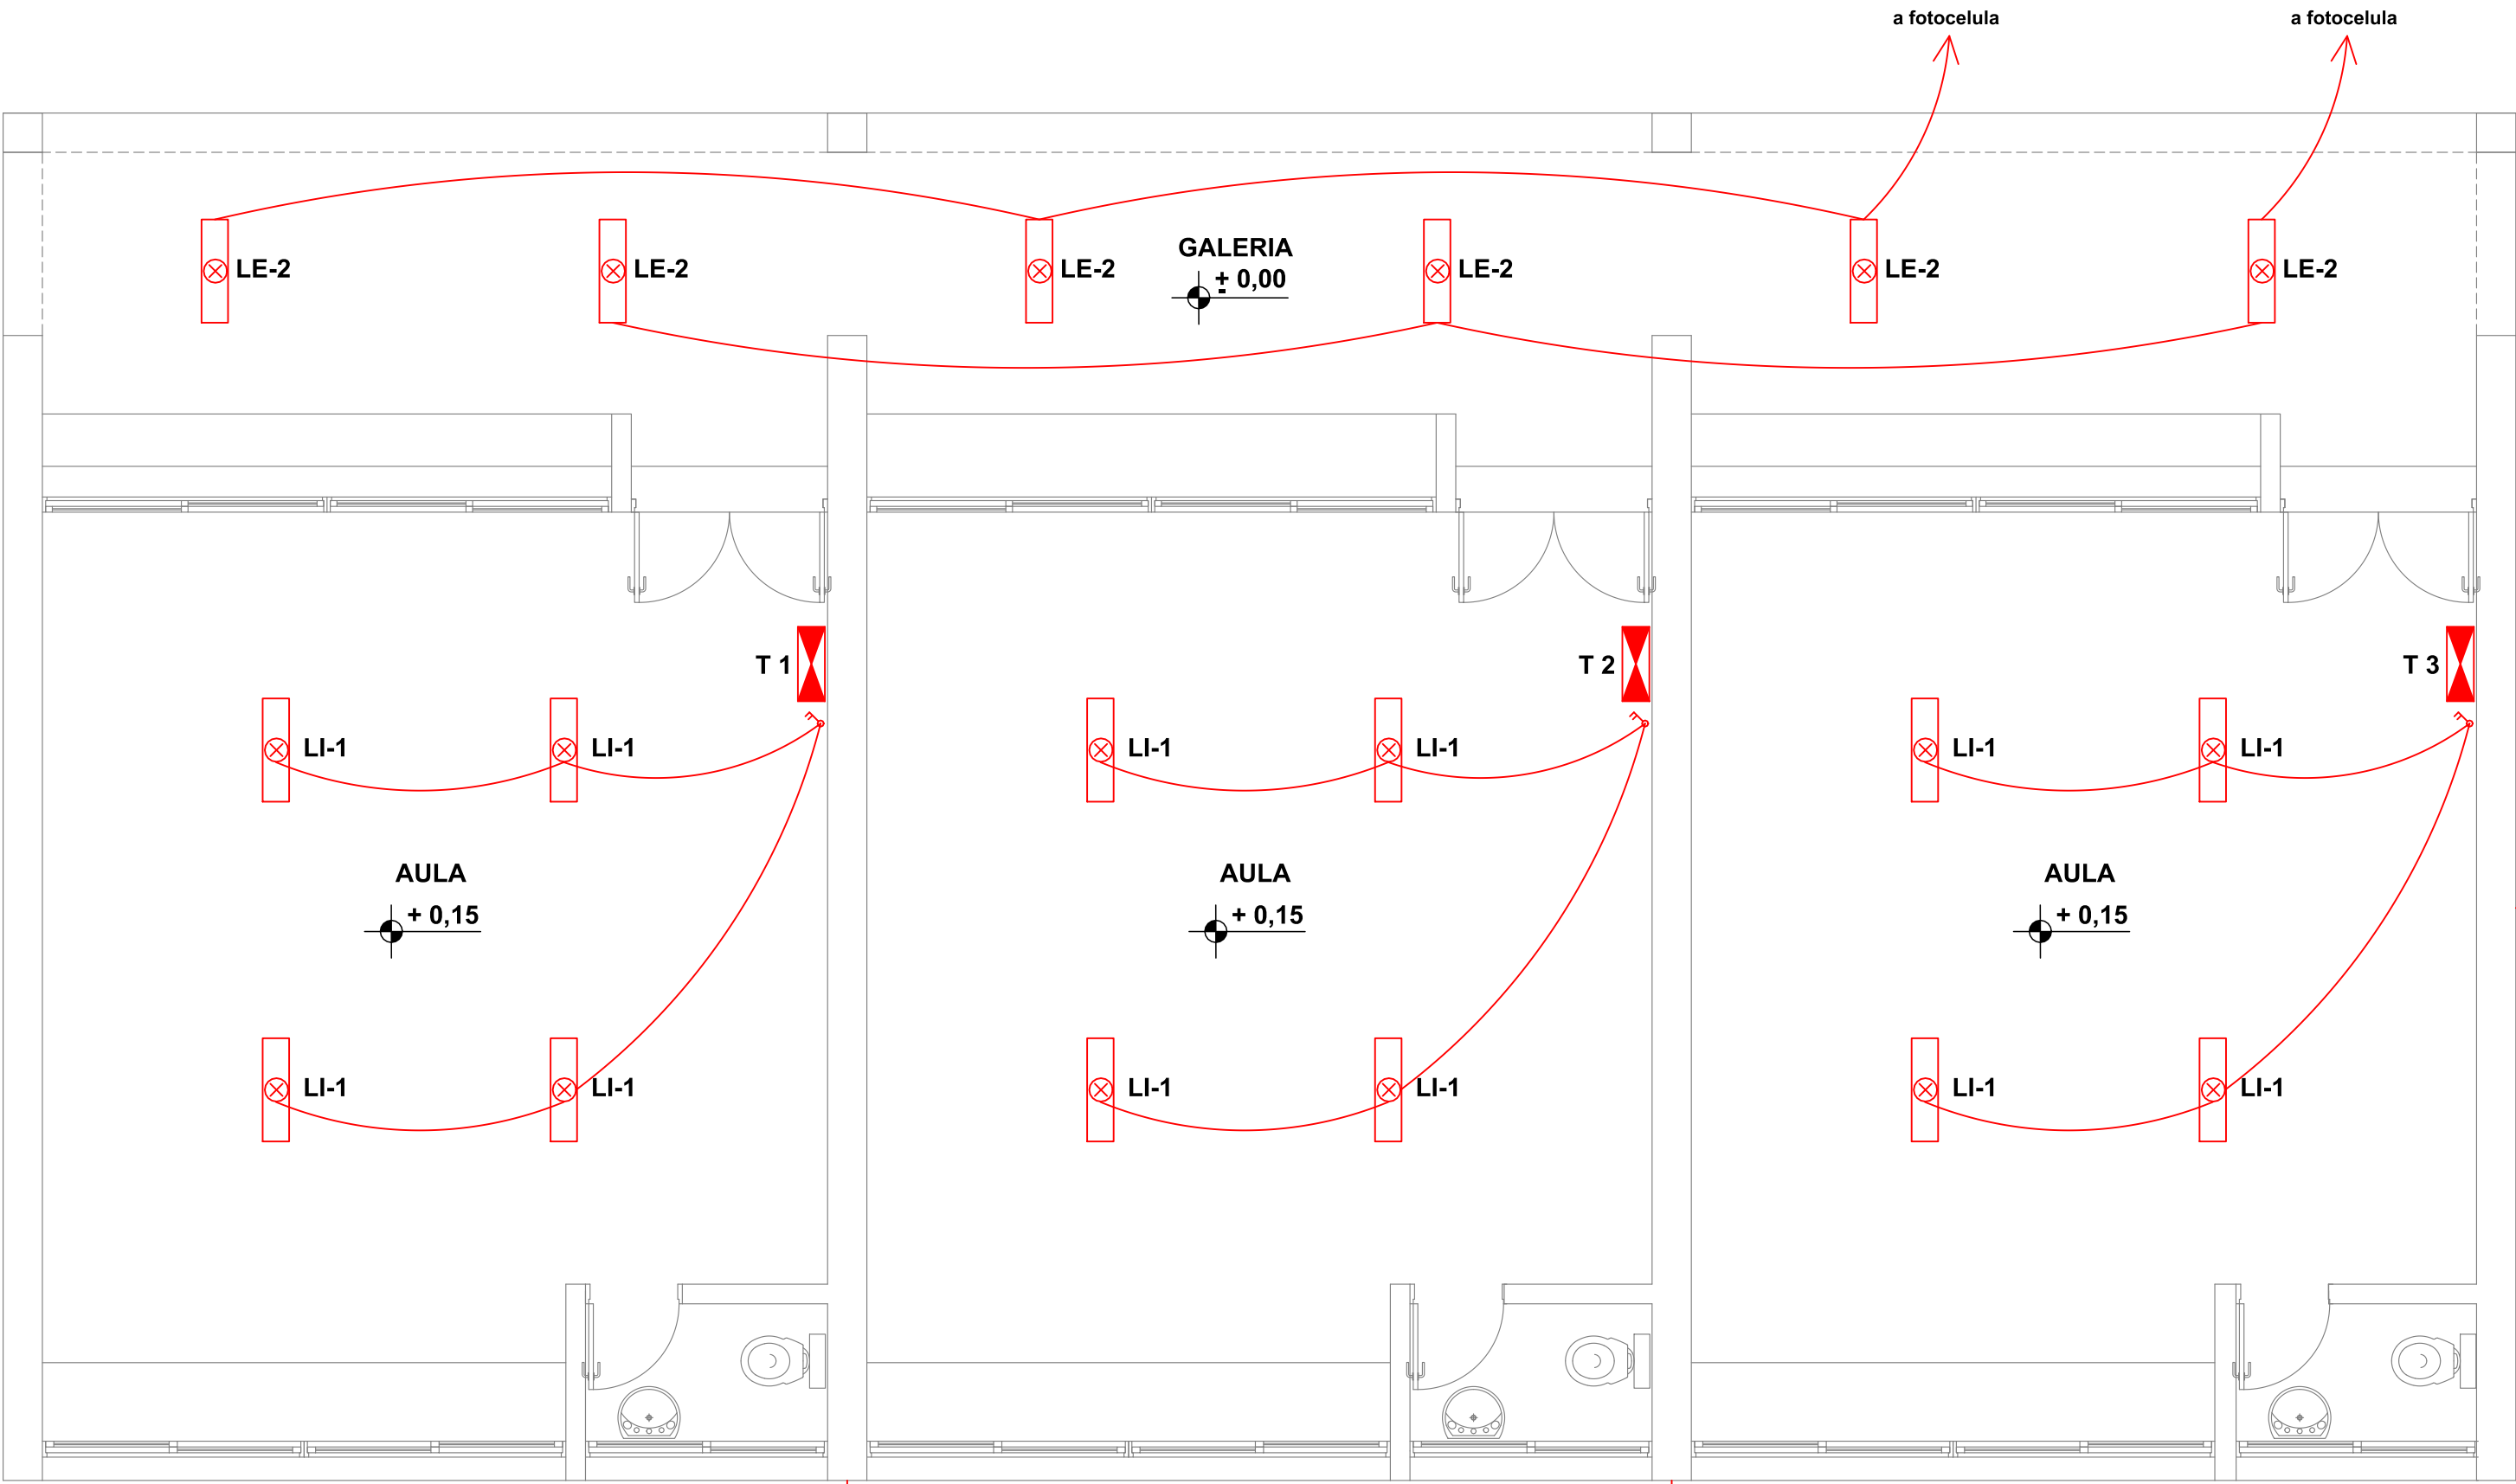 a fotocelula
a fotocelula
GALERIA
± 0,00
LE-2
LE-2
LE-2
LE-2
LE-2
LE-2
T 1
T 2
T 3
LI-1
LI-1
LI-1
LI-1
LI-1
LI-1
AULA
AULA
AULA
+ 0,15
+ 0,15
+ 0,15
LI-1
LI-1
LI-1
LI-1
LI-1
LI-1